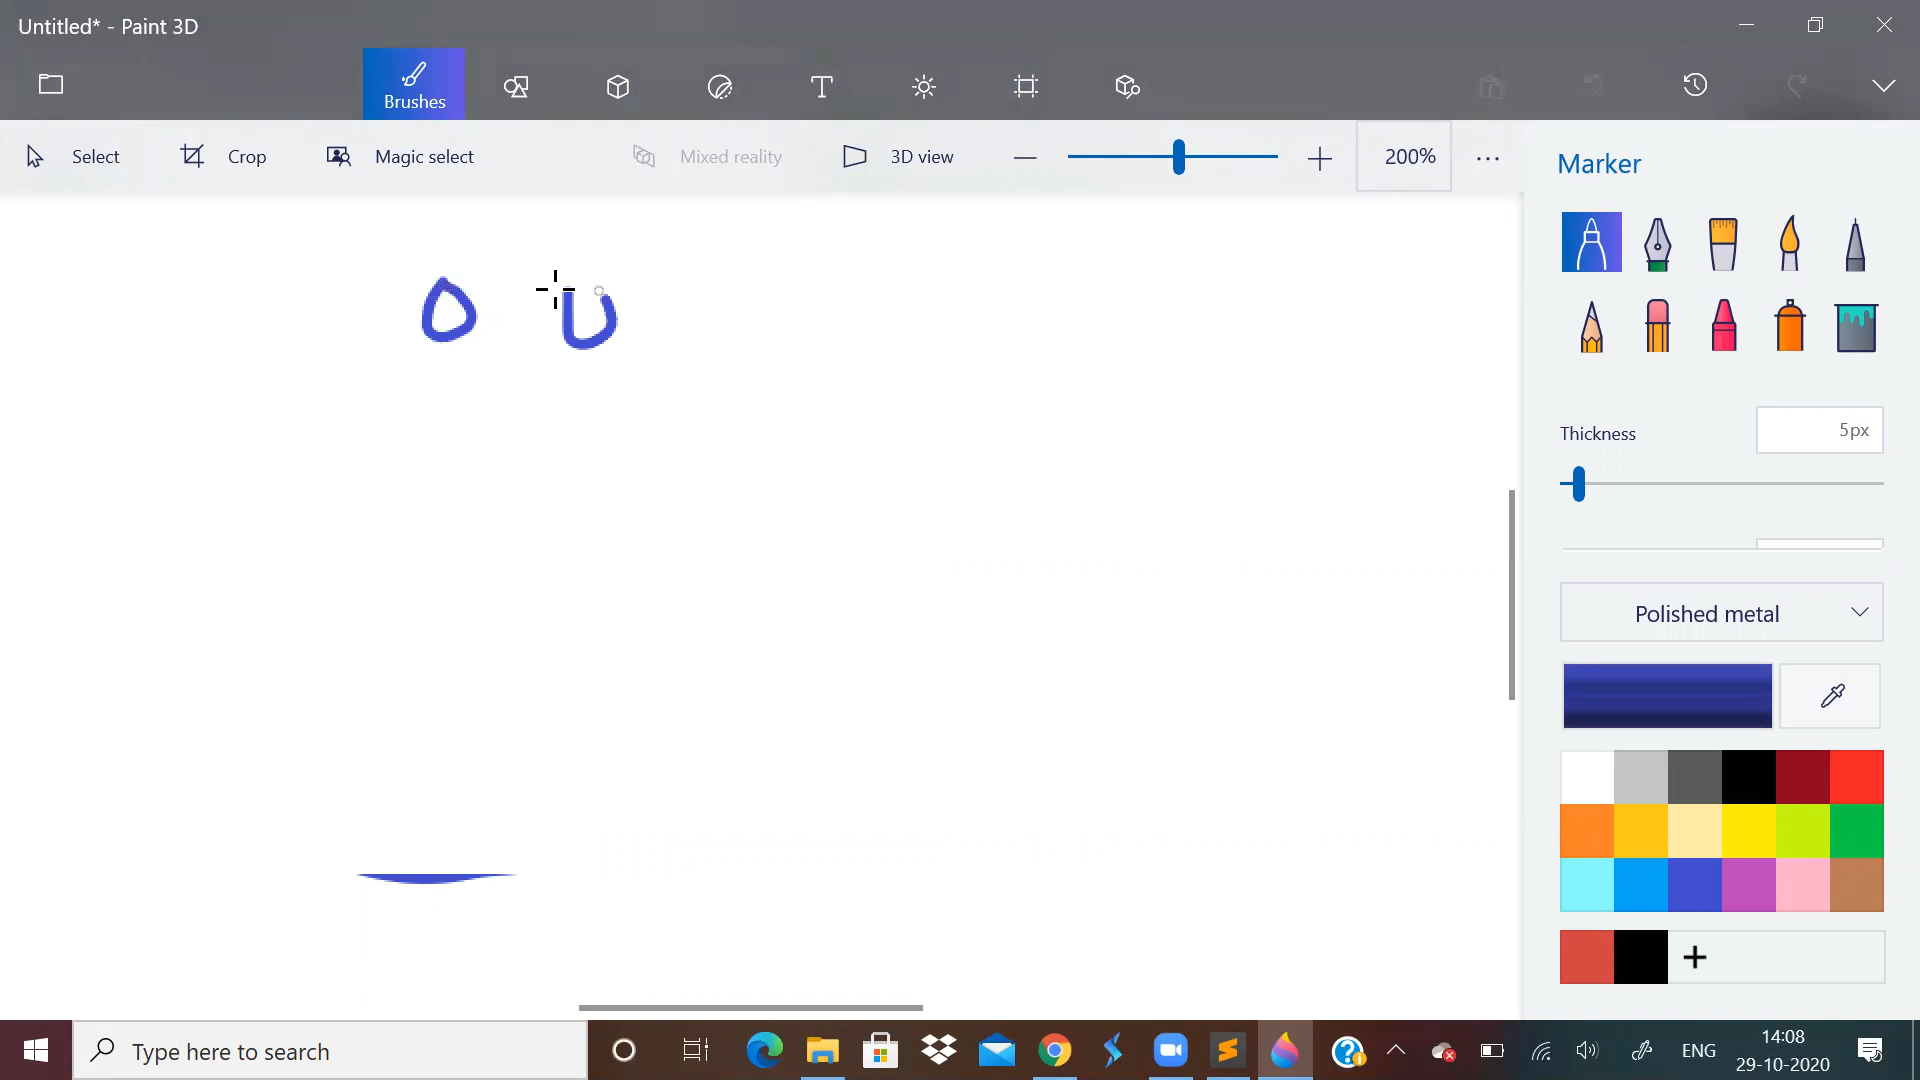 Untitled* - Paint 3D
Brushes
Select Crop Magic select Mixed reality 3D view 200%
Marker
Thickness 5px
Polished metal
Type here to search
ENG
14:08
29-10-2020